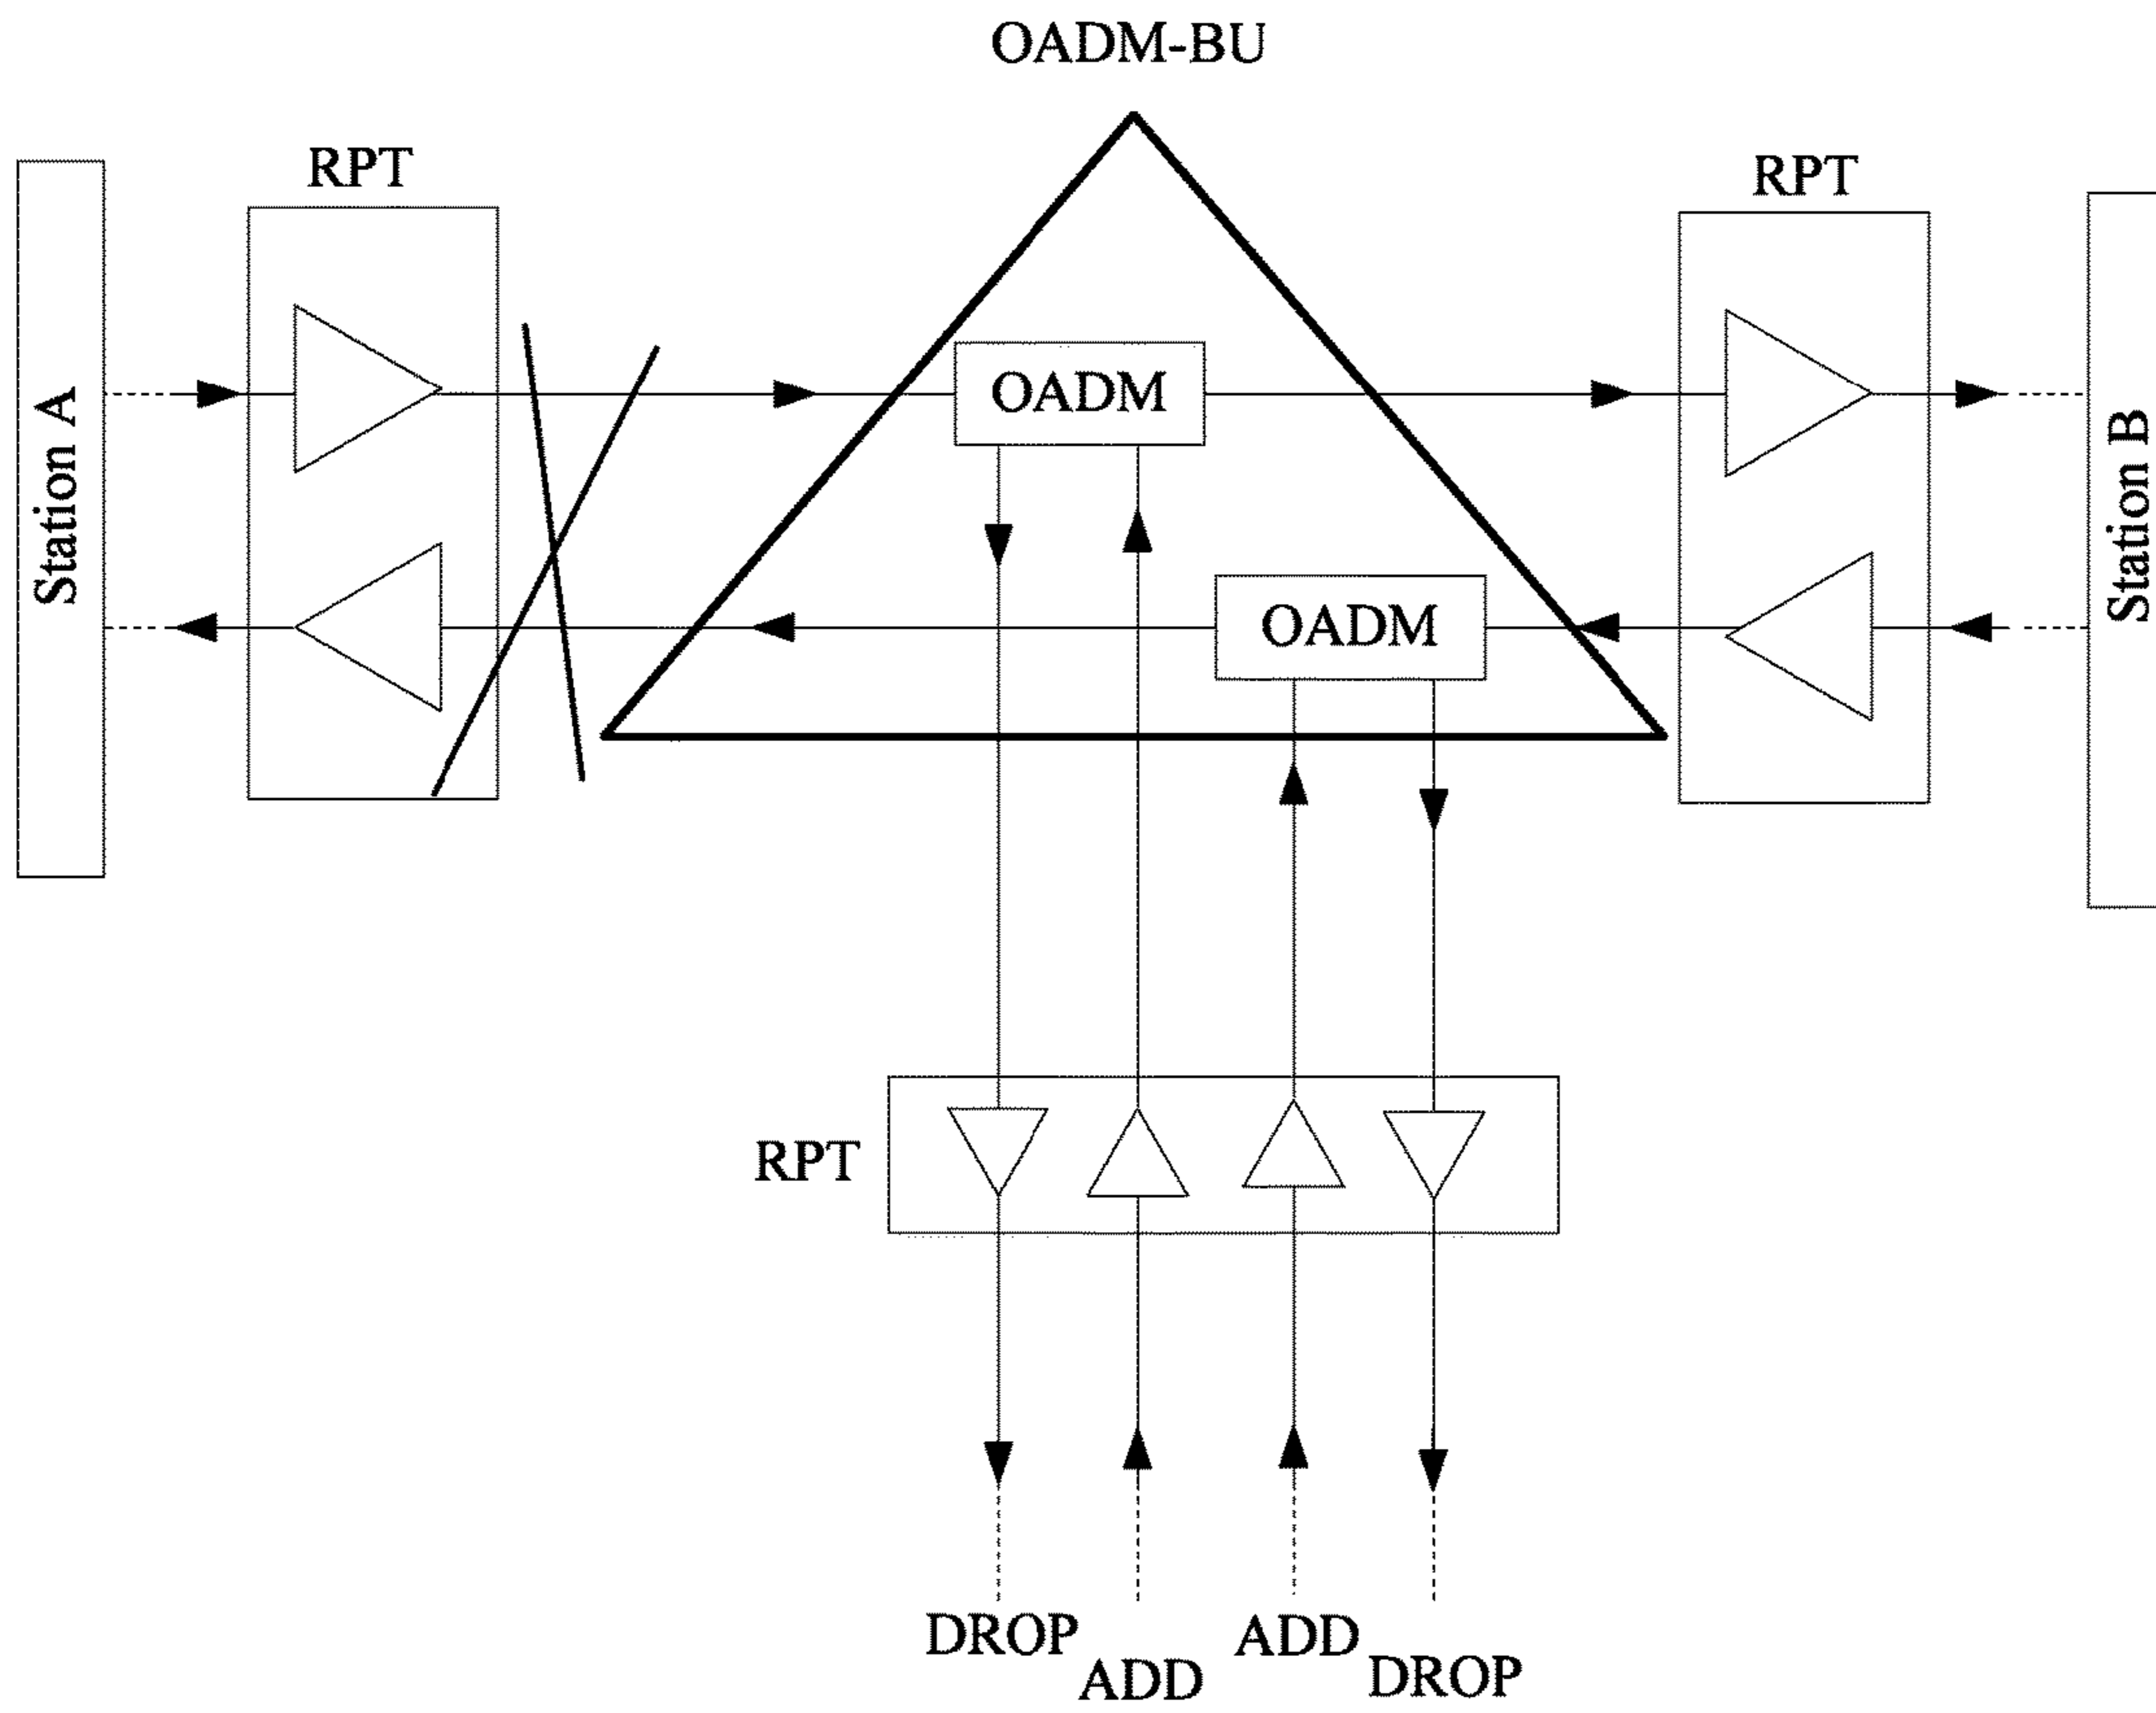 OADM-BU
RPT
RPT
Station A
OADM
Station B
OADM
RPT
DROP
ADD
ADD
DROP